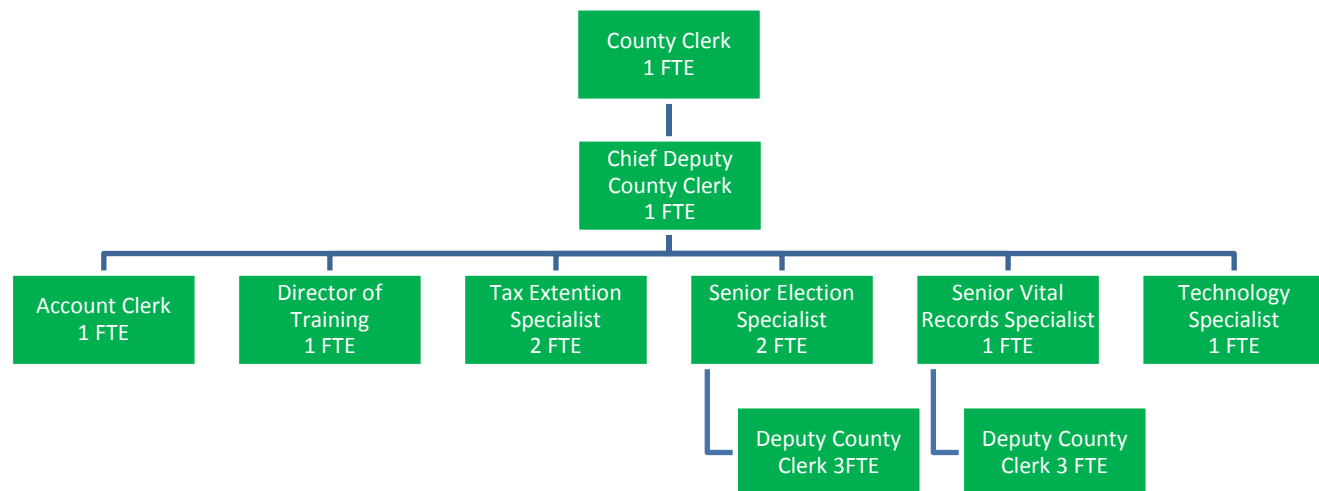 County Clerk
1 FTE
Chief Deputy
County Clerk
1 FTE
Account Clerk
1 FTE
Director of
Training
1 FTE
Tax Extention
Specialist
2 FTE
Senior Election
Specialist
2 FTE
Senior Vital
Records Specialist
1 FTE
Technology
Specialist
1 FTE
Deputy County
Clerk 3FTE
Deputy County
Clerk 3 FTE